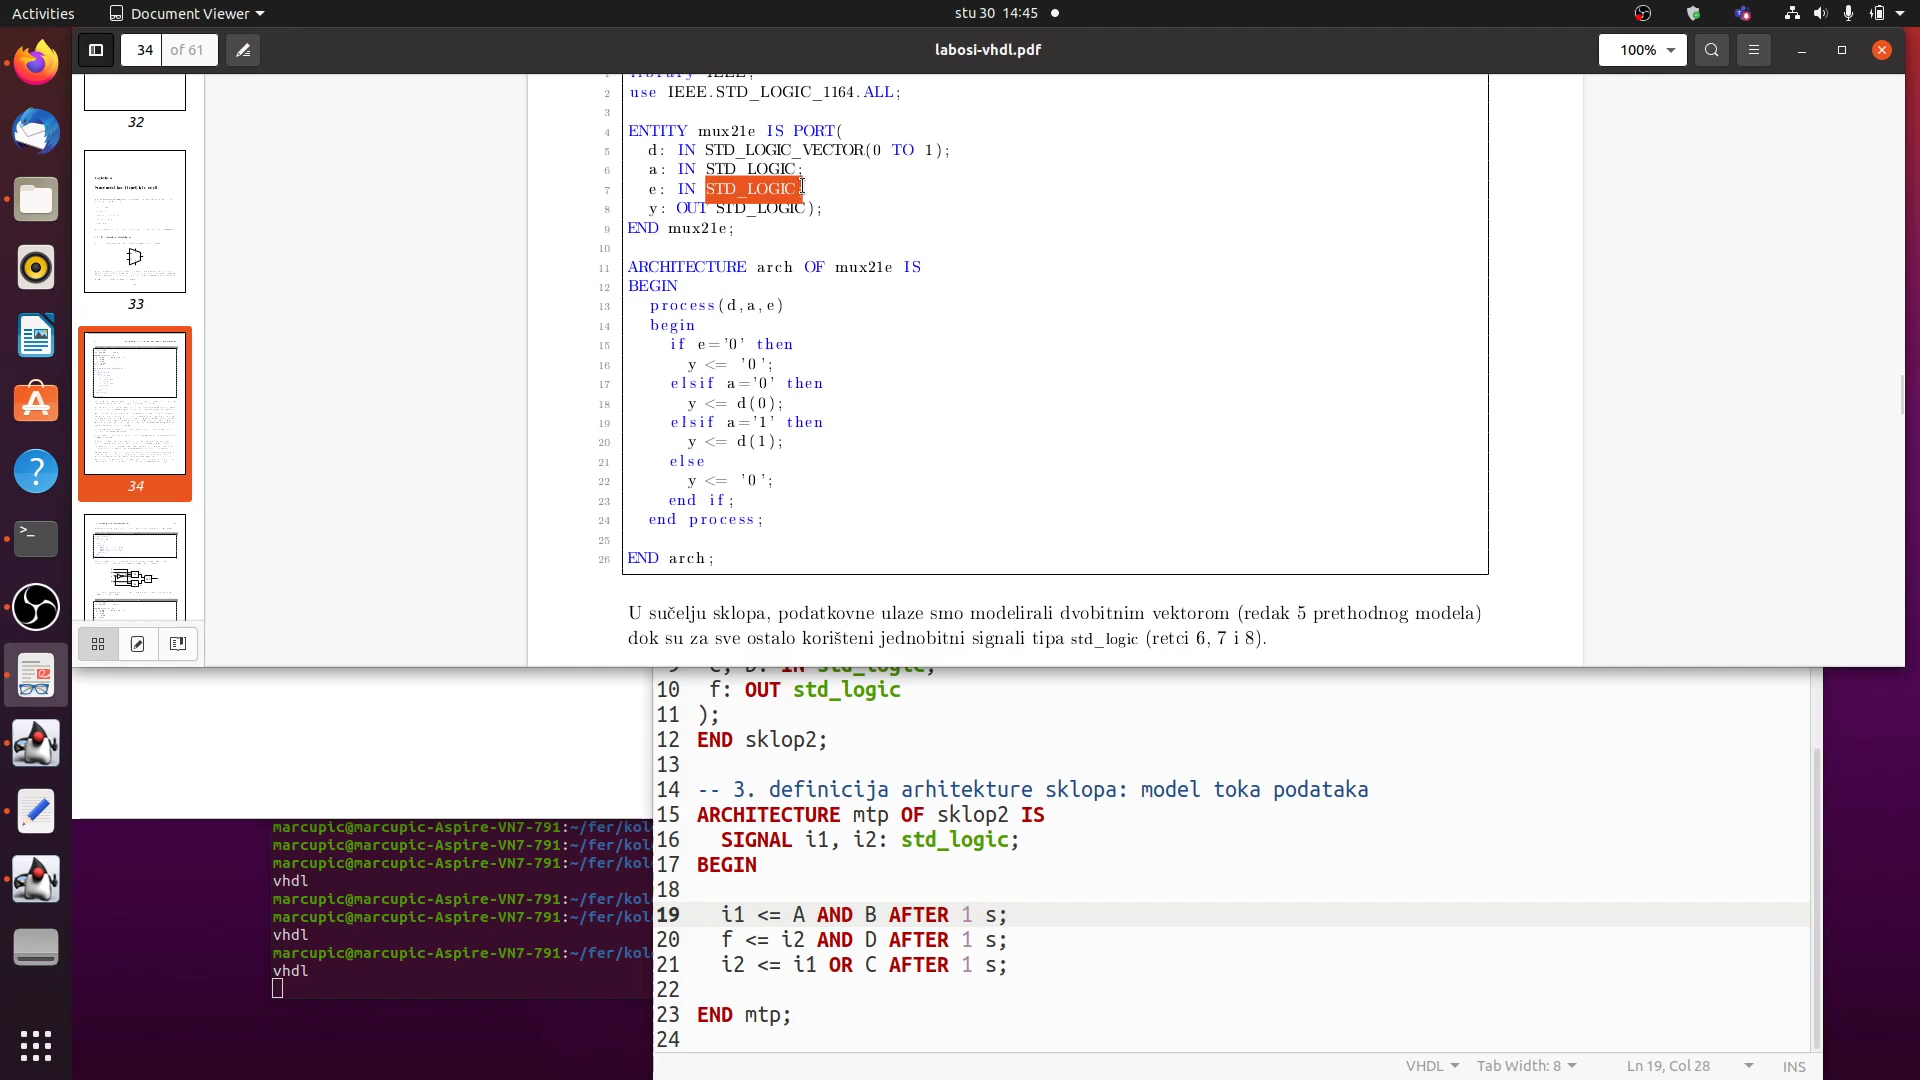 Activities
Document Viewer
stu 30 14:45
34 of 61
labosi-vhdl.pdf
100%
32
33
34
1 library IEEE;
2 use IEEE.STD_LOGIC_1164.ALL;
3
4 ENTITY mux21e IS PORT(
5 d: IN STD_LOGIC_VECTOR(0 TO 1);
6 a: IN STD_LOGIC;
7 e: IN STD_LOGIC;
8 y: OUT STD_LOGIC);
9 END mux21e;
10
11 ARCHITECTURE arch OF mux21e IS
12 BEGIN
13 process(d,a,e)
14 begin
15 if e='0' then
16 y <= '0';
17 elsif a='0' then
18 y <= d(0);
19 elsif a='1' then
20 y <= d(1);
21 else
22 y <= '0';
23 end if;
24 end process;
25
26 END arch;
U sučelju sklopa, podatkovne ulaze smo modelirali dvobitnim vektorom (redak 5 prethodnog modela)
dok su za sve ostalo korišteni jednobitni signali tipa std_logic (retci 6, 7 i 8).
9 C, D: IN std_logic;
10 f: OUT std_logic
11 );
12 END sklop2;
13
14 -- 3. definicija arhitekture sklopa: model toka podataka
15 ARCHITECTURE mtp OF sklop2 IS
16 SIGNAL i1, i2: std_logic;
17 BEGIN
18
19 i1 <= A AND B AFTER 1 s;
20 f <= i2 AND D AFTER 1 s;
21 i2 <= i1 OR C AFTER 1 s;
22
23 END mtp;
24
marcupic@marcupic-Aspire-VN7-791:~/fer/kol
marcupic@marcupic-Aspire-VN7-791:~/fer/kol
marcupic@marcupic-Aspire-VN7-791:~/fer/kol
vhdl
marcupic@marcupic-Aspire-VN7-791:~/fer/kol
marcupic@marcupic-Aspire-VN7-791:~/fer/kol
vhdl
marcupic@marcupic-Aspire-VN7-791:~/fer/kol
vhdl
VHDL
Tab Width: 8
Ln 19, Col 28
INS